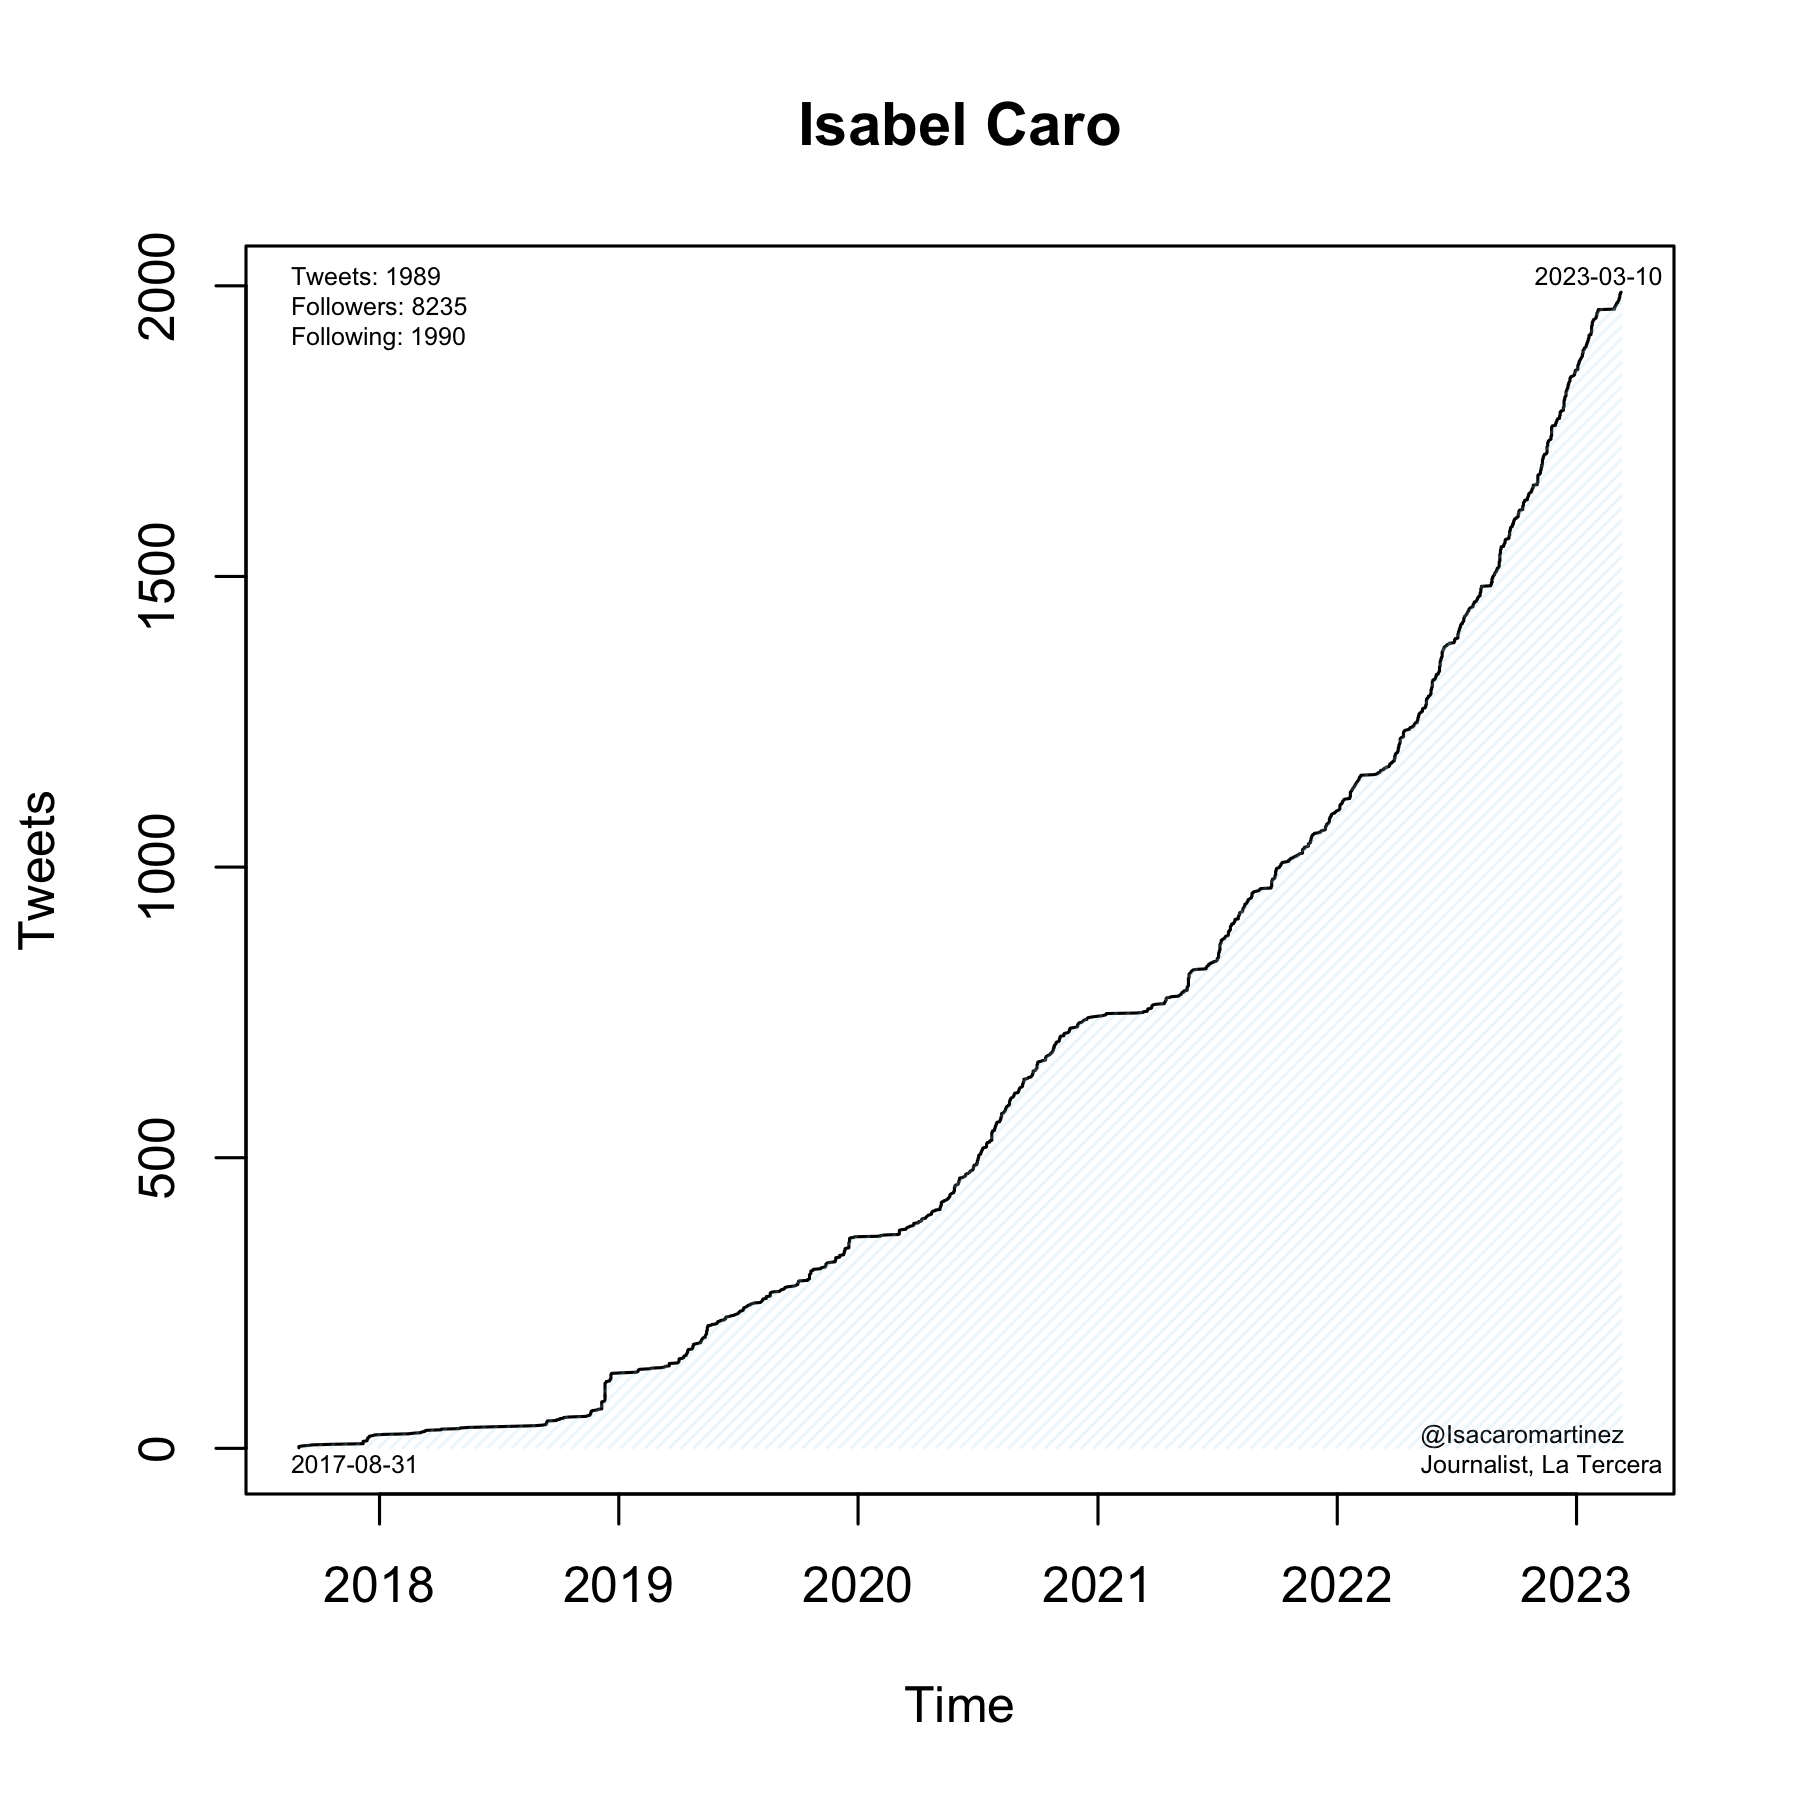 Isabel Caro
Tweets: 1989
Followers: 8235
Following: 1990
2023-03-10
2000
1500
1000
500
0
Tweets
@Isacaromartinez
Journalist, La Tercera
2017-08-31
2018
2019
2020
2021
2022
2023
Time